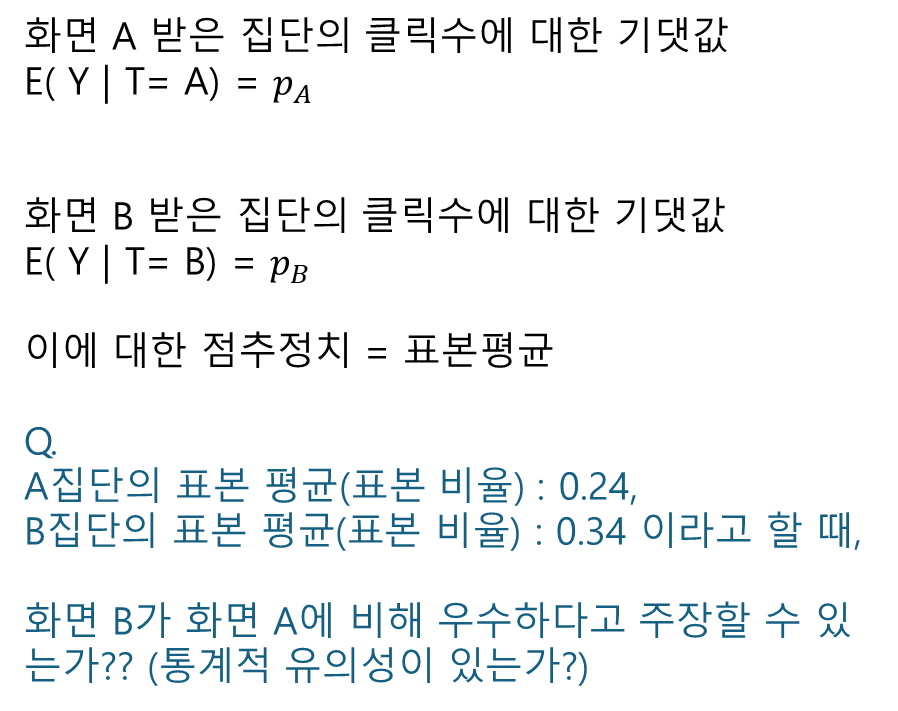 화면 A 받은 집단의 클릭수에 대한 기댓값
E( Y | T= A) = p_A
화면 B 받은 집단의 클릭수에 대한 기댓값
E( Y | T= B) = p_B
이에 대한 점추정치 = 표본평균
Q.
A집단의 표본 평균(표본 비율) : 0.24,
B집단의 표본 평균(표본 비율) : 0.34 이라고 할 때,
화면 B가 화면 A에 비해 우수하다고 주장할 수 있
는가?? (통계적 유의성이 있는가?)